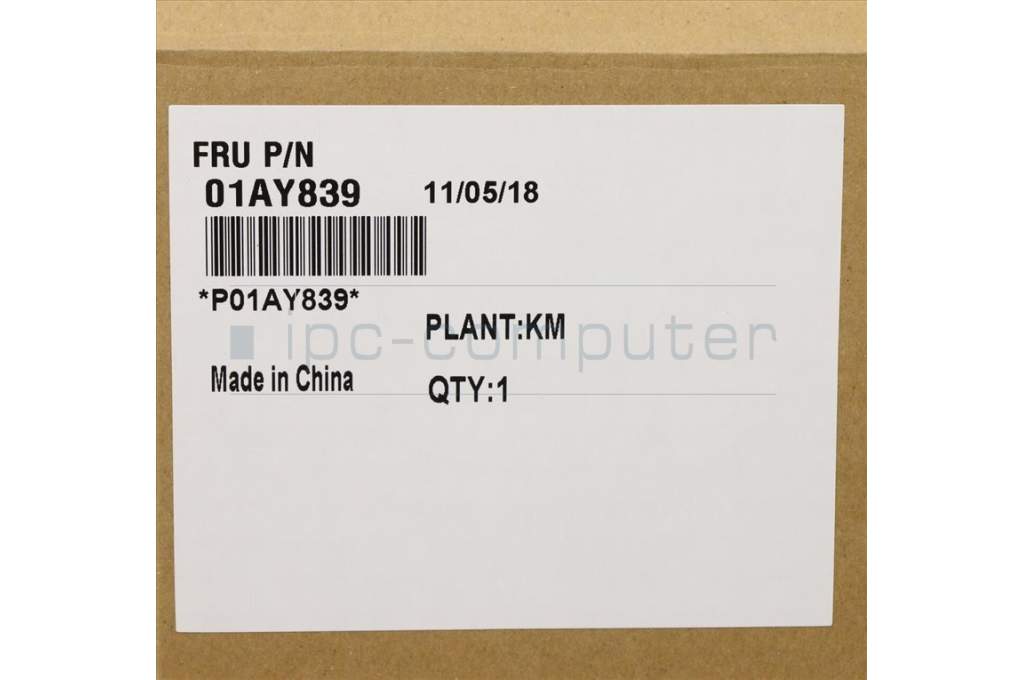 FRU P/N
01AY839 11/05/18
*P01AY839*
PLANT:KM
ipc-computer
Made in China
QTY:1